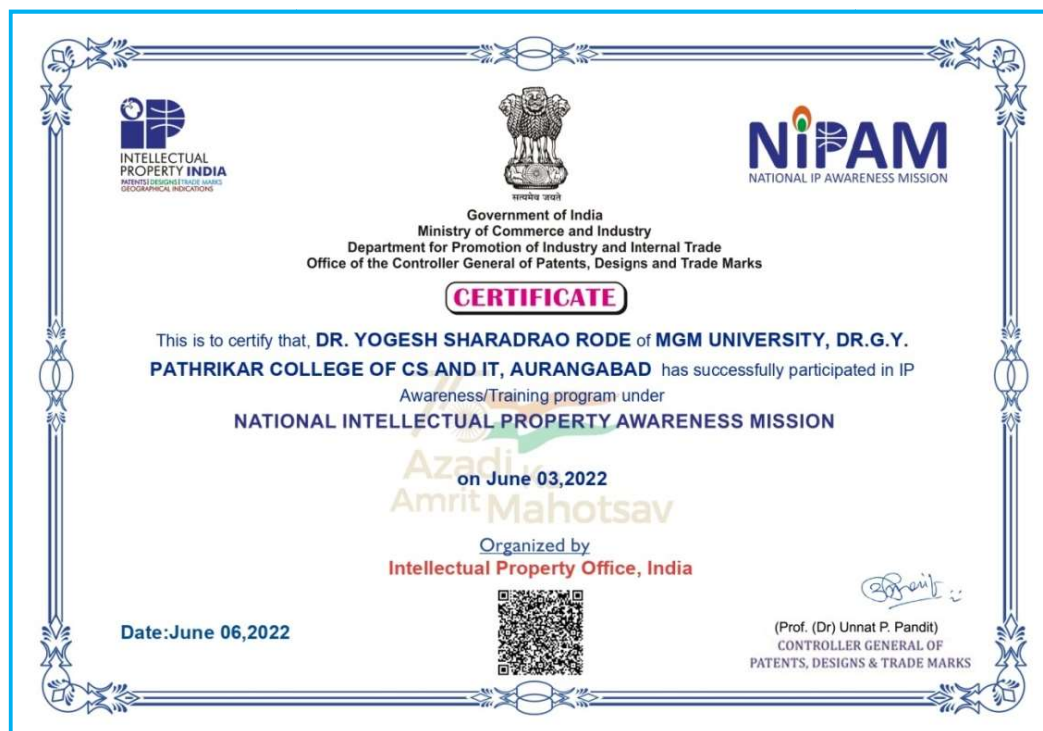 iP
INTELLECTUAL
PROPERTY INDIA
PATENTS | DESIGNS | TRADE MARKS
GEOGRAPHICAL INDICATIONS
सत्यमेव जयते
NiPAM
NATIONAL IP AWARENESS MISSION
Government of India
Ministry of Commerce and Industry
Department for Promotion of Industry and Internal Trade
Office of the Controller General of Patents, Designs and Trade Marks
CERTIFICATE
This is to certify that, DR. YOGESH SHARADRAO RODE of MGM UNIVERSITY, DR.G.Y.
PATHRIKAR COLLEGE OF CS AND IT, AURANGABAD has successfully participated in IP
Awareness/Training program under
NATIONAL INTELLECTUAL PROPERTY AWARENESS MISSION
Azadi Ka
on June 03,2022
Amrit Mahotsav
Organized by
Intellectual Property Office, India
Date:June 06,2022
(Prof. (Dr) Unnat P. Pandit)
CONTROLLER GENERAL OF
PATENTS, DESIGNS & TRADE MARKS